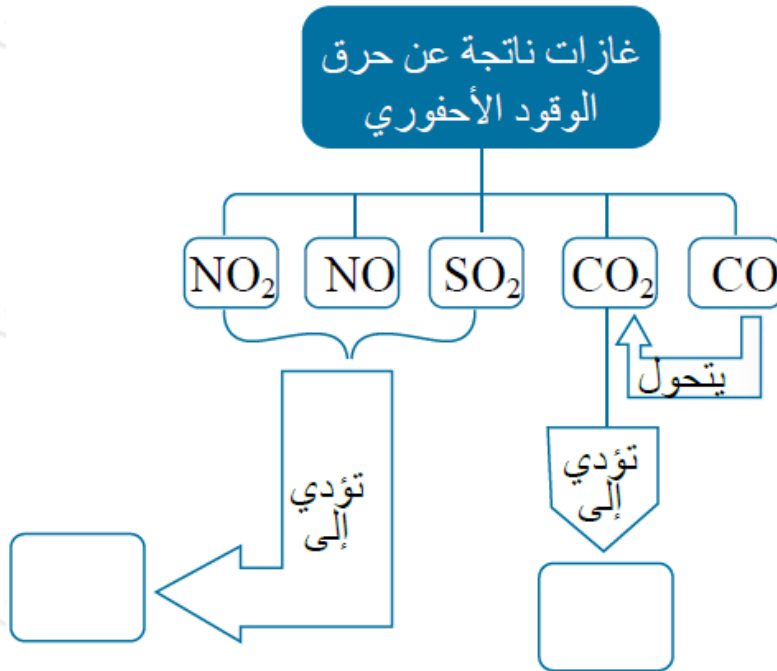 غازات ناتجة عن حرق
الوقود الأحفوري
CO
CO₂
SO₂
NO
NO₂
يتحول
تؤدي
إلى
تؤدي
إلى